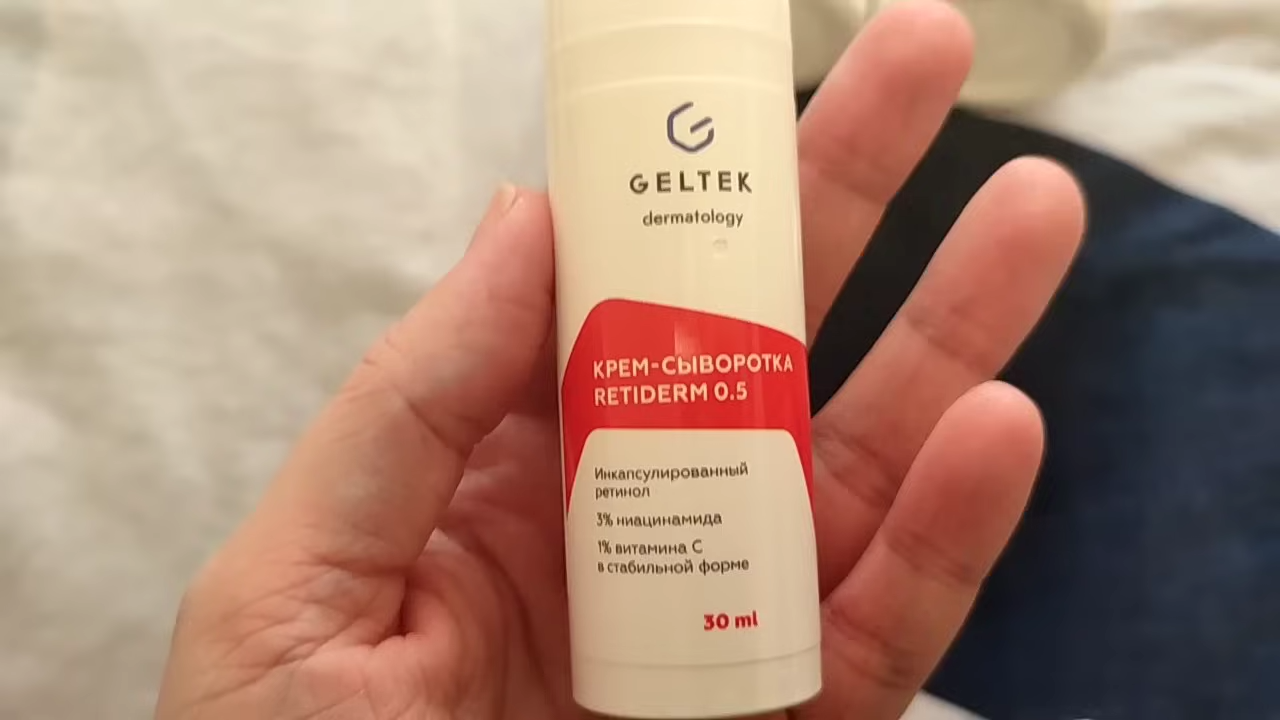 GELTEK
dermatology
КРЕМ-СЫВОРОТКА
RETIDERM 0.5
Инкапсулированный
ретинол
3% ниацинамида
1% витамина С
в стабильной форме
30 ml